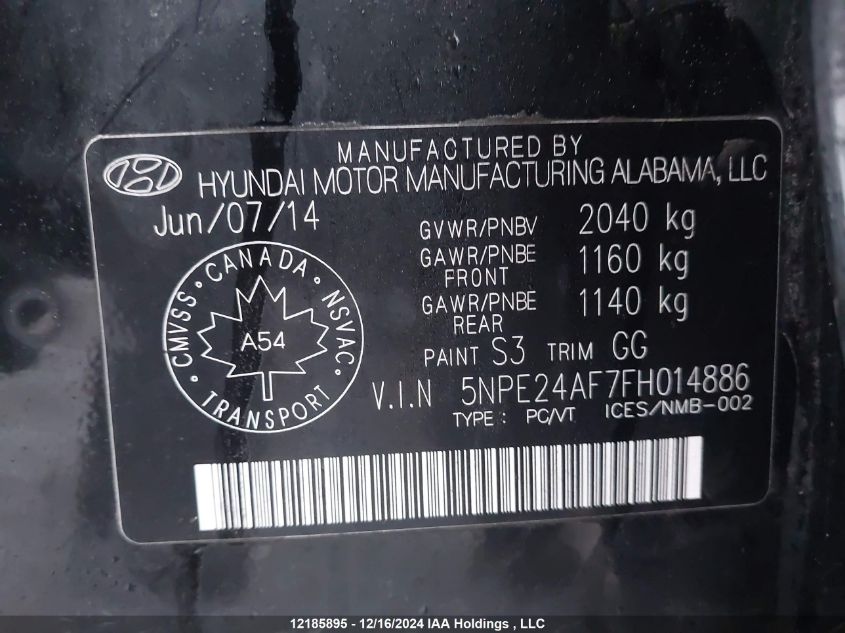 MANUFACTURED BY
HYUNDAI MOTOR MANUFACTURING ALABAMA, LLC
Jun/07/14
GVWR/PNBV 2040 kg
GAWR/PNBE FRONT 1160 kg
GAWR/PNBE REAR 1140 kg
CMVSS · CANADA · NSVAC · TRANSPORT ·
A54
PAINT S3 TRIM GG
V.I.N 5NPE24AF7FH014886
TYPE : PC/VT ICES/NMB-002
12185895 - 12/16/2024 IAA Holdings , LLC